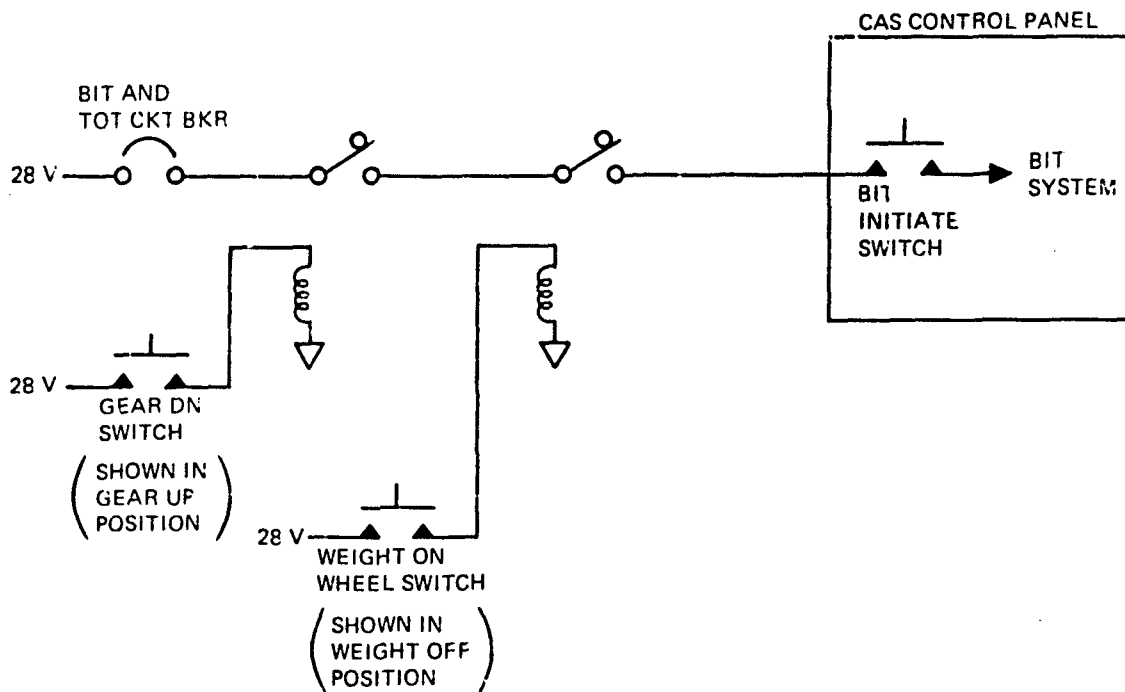 CAS CONTROL PANEL
BIT AND
TOT CKT BKR
28 V
BIT
SYSTEM
BIT
INITIATE
SWITCH
28 V
GEAR DN
SWITCH
(SHOWN IN
GEAR UP
POSITION)
28 V
WEIGHT ON
WHEEL SWITCH
(SHOWN IN
WEIGHT OFF
POSITION)